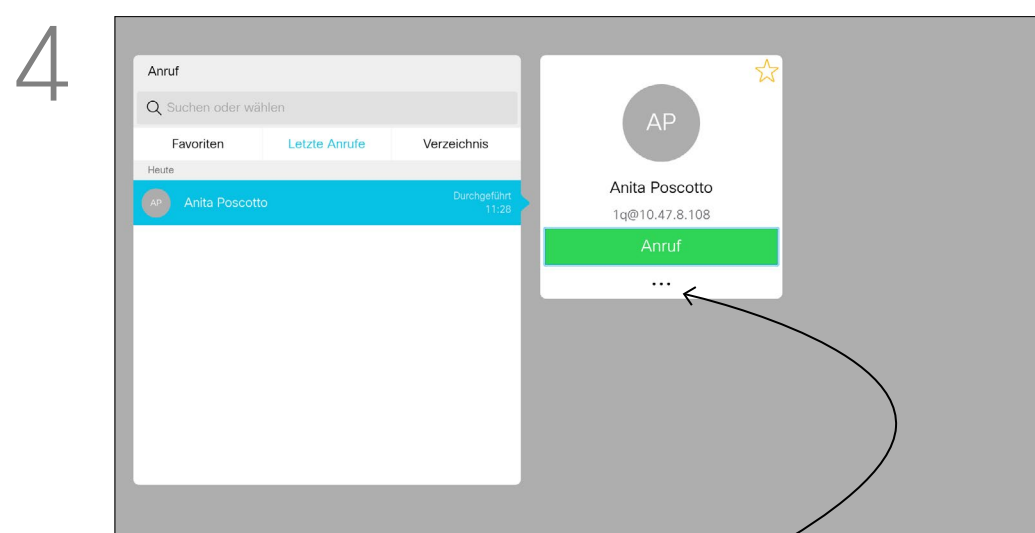 4
Anruf
Suchen oder wählen
Favoriten Letzte Anrufe Verzeichnis
Heute
AP Anita Poscotto Durchgeführt
11:28
AP
Anita Poscotto
1q@10.47.8.108
Anruf
...